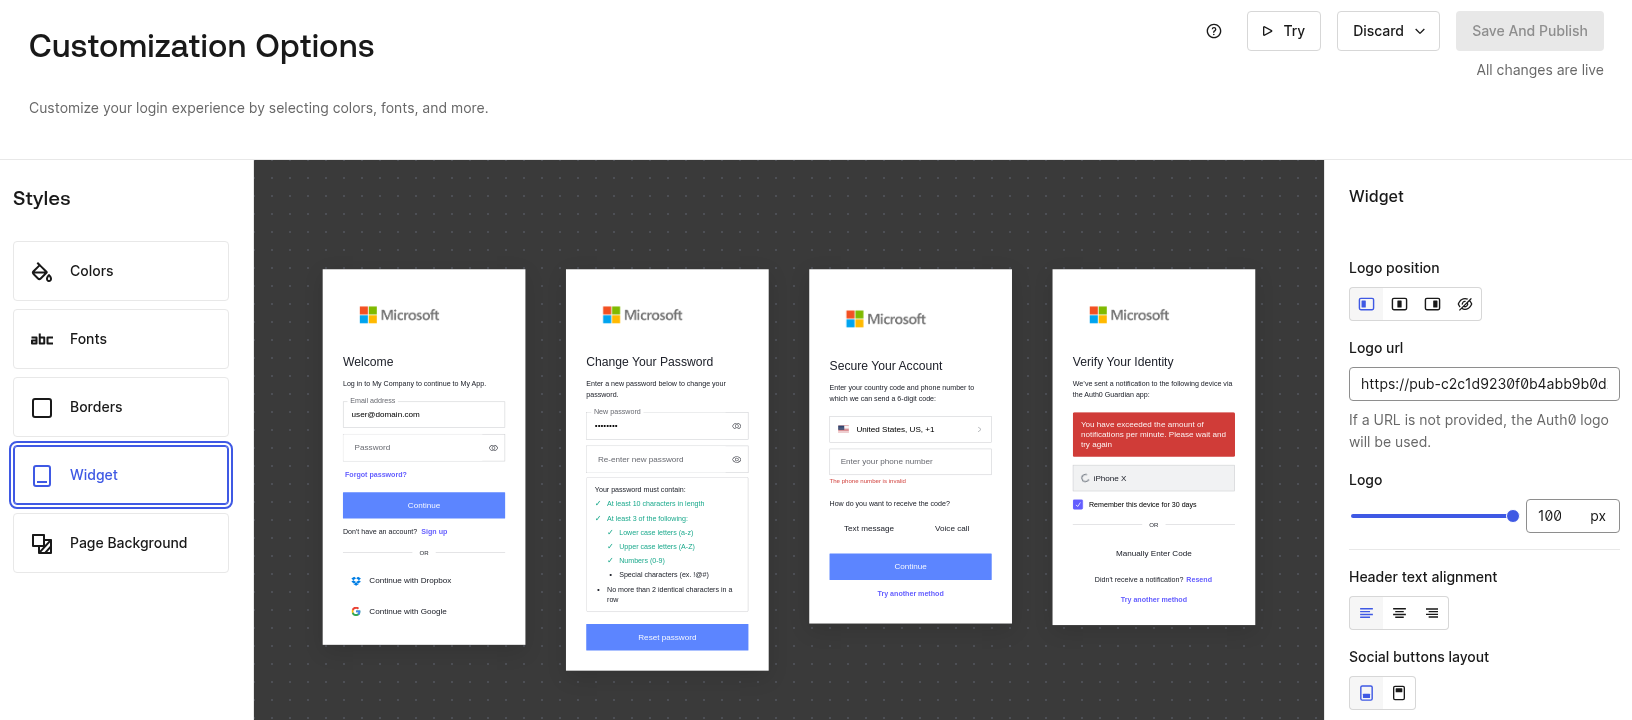 Customization Options
Try
Discard
Save And Publish
All changes are live
Customize your login experience by selecting colors, fonts, and more.
Styles
Colors
Fonts
Borders
Widget
Page Background
Microsoft
Welcome
Log in to My Company to continue to My App.
Email address
user@domain.com
Password
Forgot password?
Continue
Don't have an account? Sign up
OR
Continue with Dropbox
Continue with Google
Microsoft
Change Your Password
Enter a new password below to change your
password.
New password
••••••••
Re-enter new password
Your password must contain:
At least 10 characters in length
At least 3 of the following:
Lower case letters (a-z)
Upper case letters (A-Z)
Numbers (0-9)
Special characters (ex. !@#)
No more than 2 identical characters in a
row
Reset password
Microsoft
Secure Your Account
Enter your country code and phone number to
which we can send a 6-digit code:
United States, US, +1
Enter your phone number
The phone number is invalid
How do you want to receive the code?
Text message Voice call
Continue
Try another method
Microsoft
Verify Your Identity
We've sent a notification to the following device via
the Auth0 Guardian app:
You have exceeded the amount of
notifications per minute. Please wait and
try again
iPhone X
Remember this device for 30 days
OR
Manually Enter Code
Didn't receive a notification? Resend
Try another method
Widget
Logo position
Logo url
https://pub-c2c1d9230f0b4abb9b0d
If a URL is not provided, the Auth0 logo
will be used.
Logo
100 px
Header text alignment
Social buttons layout